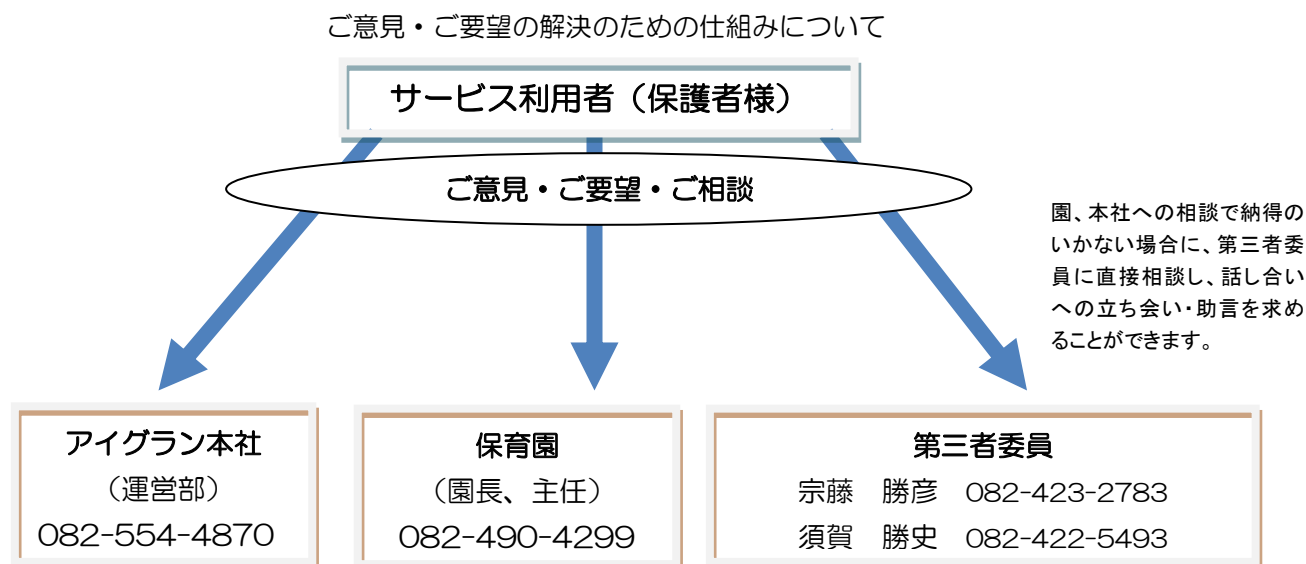 ご意見・ご要望の解決のための仕組みについて
サービス利用者（保護者様）
ご意見・ご要望・ご相談
園、本社への相談で納得の
いかない場合に、第三者委
員に直接相談し、話し合い
への立ち会い・助言を求め
ることができます。
アイグラン本社
（運営部）
082-554-4870
保育園
（園長、主任）
082-490-4299
第三者委員
宗藤　勝彦　082-423-2783
須賀　勝史　082-422-5493